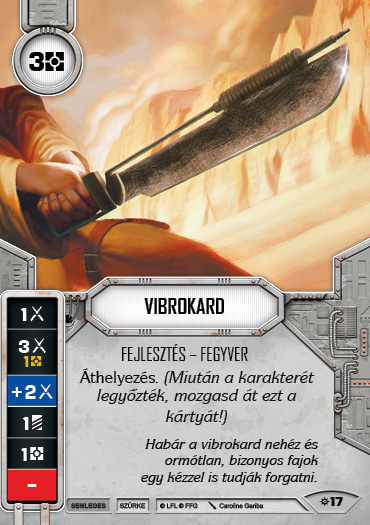 3
VIBROKARD
FEJLESZTÉS – FEGYVER
Áthelyezés. (Miután a karakterét
legyőzték, mozgasd át ezt a
kártyát!)
Habár a vibrokard nehéz és
ormótlan, bizonyos fajok
egy kézzel is tudják forgatni.
1
3
1
+2
1
1
–
SEMLEGES SZÜRKE © LFL © FFG Caroline Gariba 17